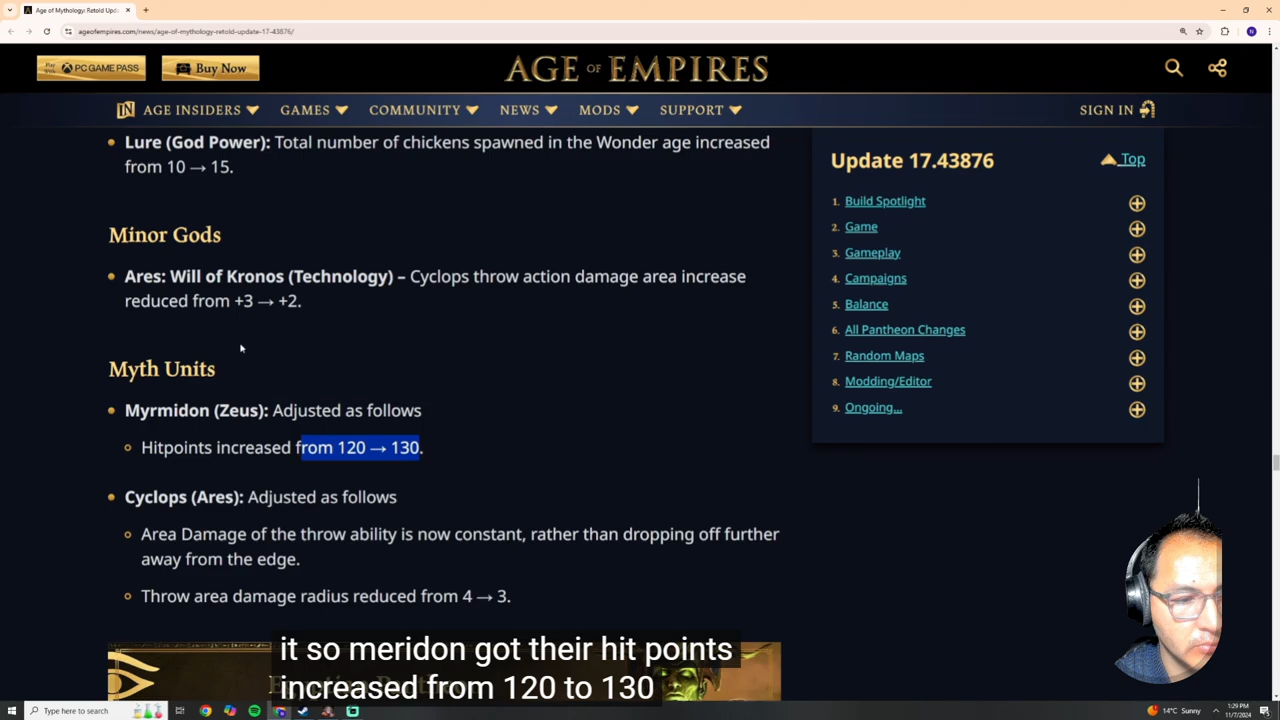 Age of Mythology: Retold Upd
ageofempires.com/news/age-of-mythology-retold-update-17-43876/
Play With PC GAME PASS
Buy Now
AGE OF EMPIRES
AGE INSIDERS GAMES COMMUNITY NEWS MODS SUPPORT SIGN IN
Lure (God Power): Total number of chickens spawned in the Wonder age increased
from 10 → 15.
Minor Gods
Ares: Will of Kronos (Technology) – Cyclops throw action damage area increase
reduced from +3 → +2.
Myth Units
Myrmidon (Zeus): Adjusted as follows
Hitpoints increased from 120 → 130.
Cyclops (Ares): Adjusted as follows
Area Damage of the throw ability is now constant, rather than dropping off further
away from the edge.
Throw area damage radius reduced from 4 → 3.
Update 17.43876 Top
1. Build Spotlight
2. Game
3. Gameplay
4. Campaigns
5. Balance
6. All Pantheon Changes
7. Random Maps
8. Modding/Editor
9. Ongoing...
it so meridon got their hit points
increased from 120 to 130
Type here to search
14°C Sunny
1:29 PM
11/7/2024